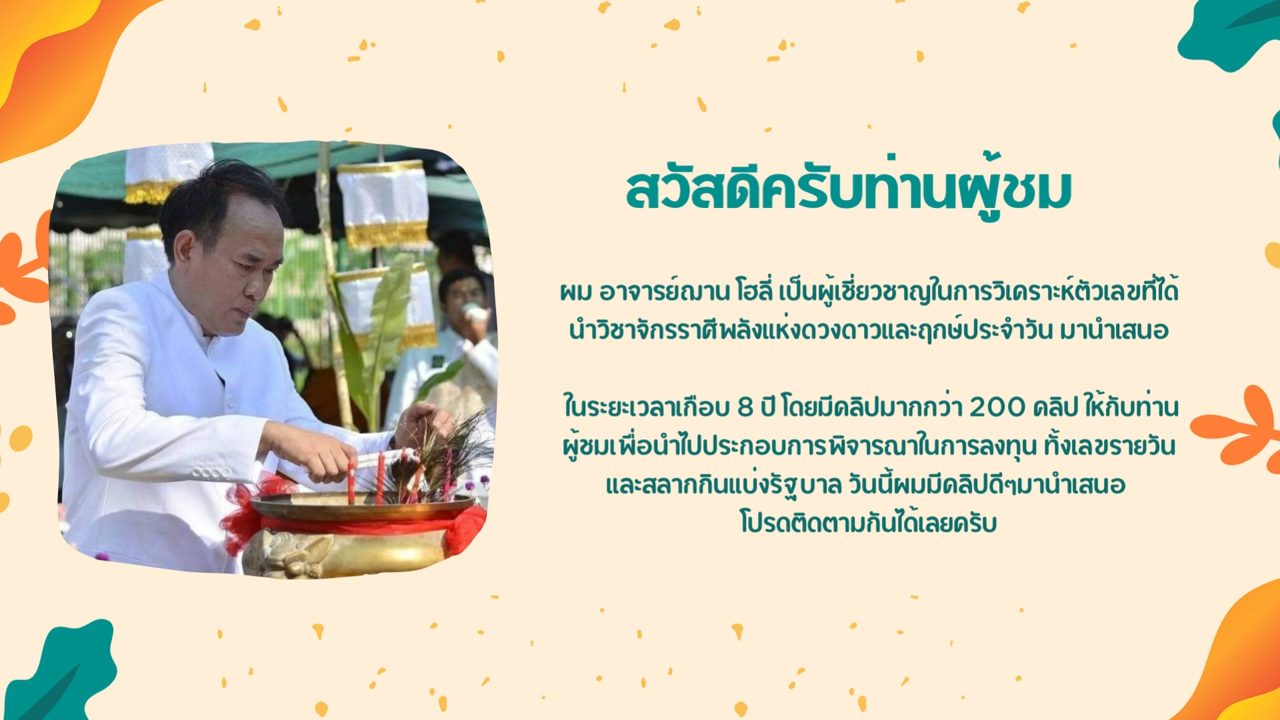 สวัสดีครับท่านผู้ชม
ผม อาจารย์ฌาน โฮลี่ เป็นผู้เชี่ยวชาญในการวิเคราะห์ตัวเลขที่ได้
นำวิชาจักรราศีพลังแห่งดวงดาวและฤกษ์ประจำวัน มานำเสนอ
ในระยะเวลาเกือบ 8 ปี โดยมีคลิปมากกว่า 200 คลิป ให้กับท่าน
ผู้ชมเพื่อนำไปประกอบการพิจารณาในการลงทุน ทั้งเลขรายวัน
และสลากกินแบ่งรัฐบาล วันนี้ผมมีคลิปดีๆมานำเสนอ
โปรดติดตามกันได้เลยครับ